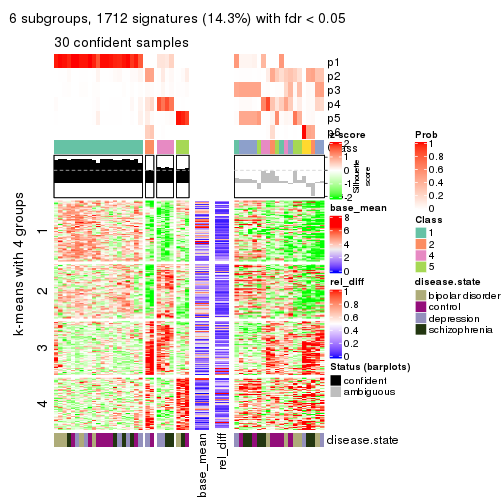 6 subgroups, 1712 signatures (14.3%) with fdr < 0.05
30 confident samples
p1
p2
p3
p4
p5
p6
Class
z-score
2
1
0
-1
-2
Silhouette
score
k-means with 4 groups
1
2
3
4
base_mean
8
6
4
2
0
rel_diff
1
0.8
0.6
0.4
0.2
0
Status (barplots)
confident
ambiguous
Prob
1
0.8
0.6
0.4
0.2
0
Class
1
2
4
5
disease.state
bipolar disorder
control
depression
schizophrenia
disease.state
base_mean
rel_diff